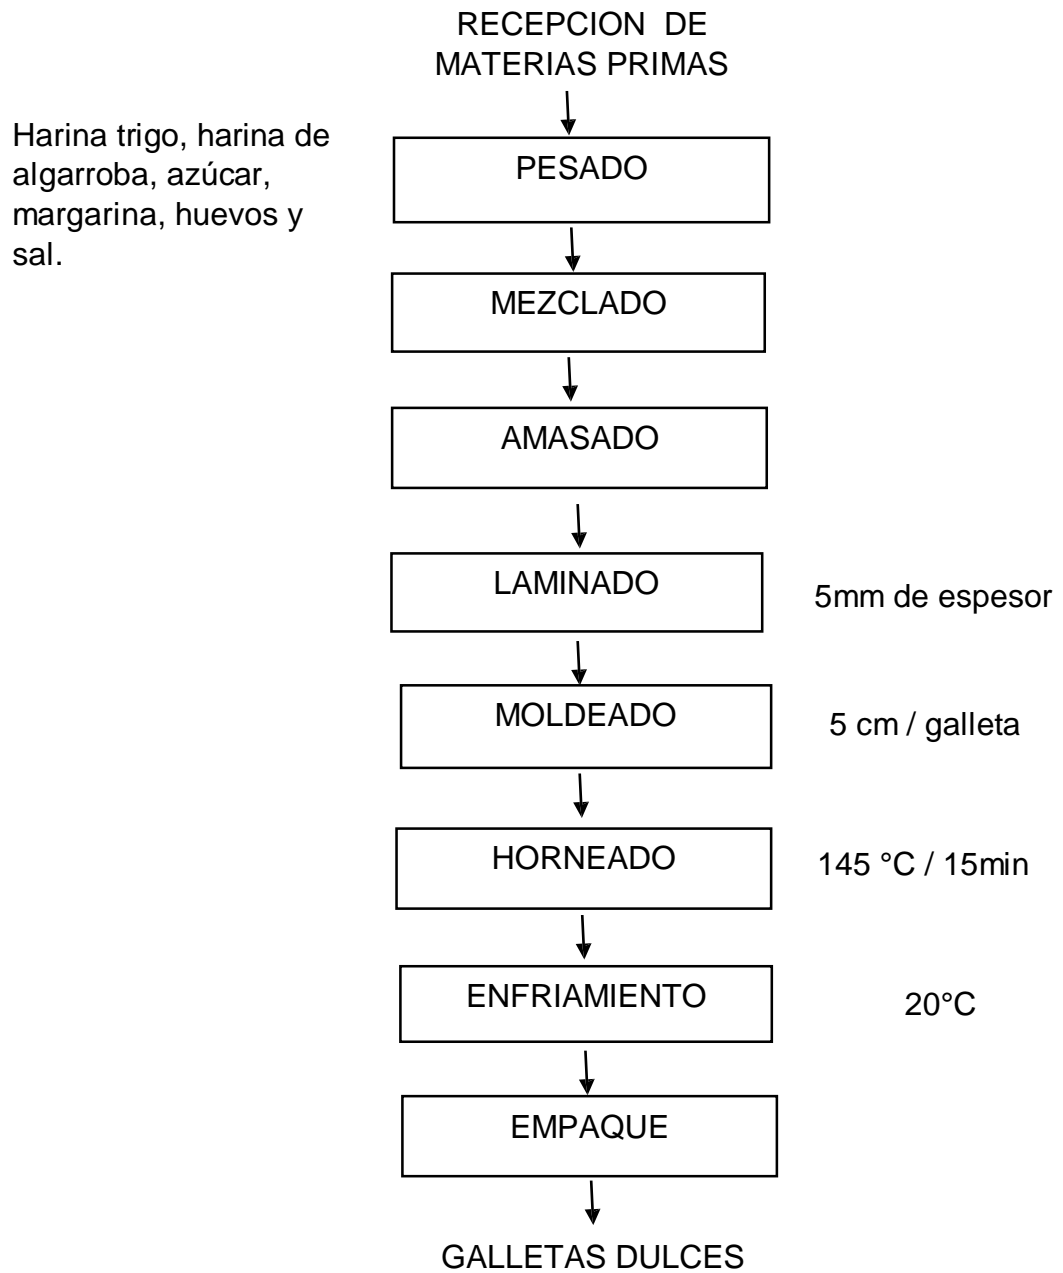 RECEPCION DE
MATERIAS PRIMAS
Harina trigo, harina de
algarroba, azúcar,
margarina, huevos y
sal.
PESADO
MEZCLADO
AMASADO
LAMINADO
5mm de espesor
MOLDEADO
5 cm / galleta
HORNEADO
145 °C / 15min
ENFRIAMIENTO
20°C
EMPAQUE
GALLETAS DULCES